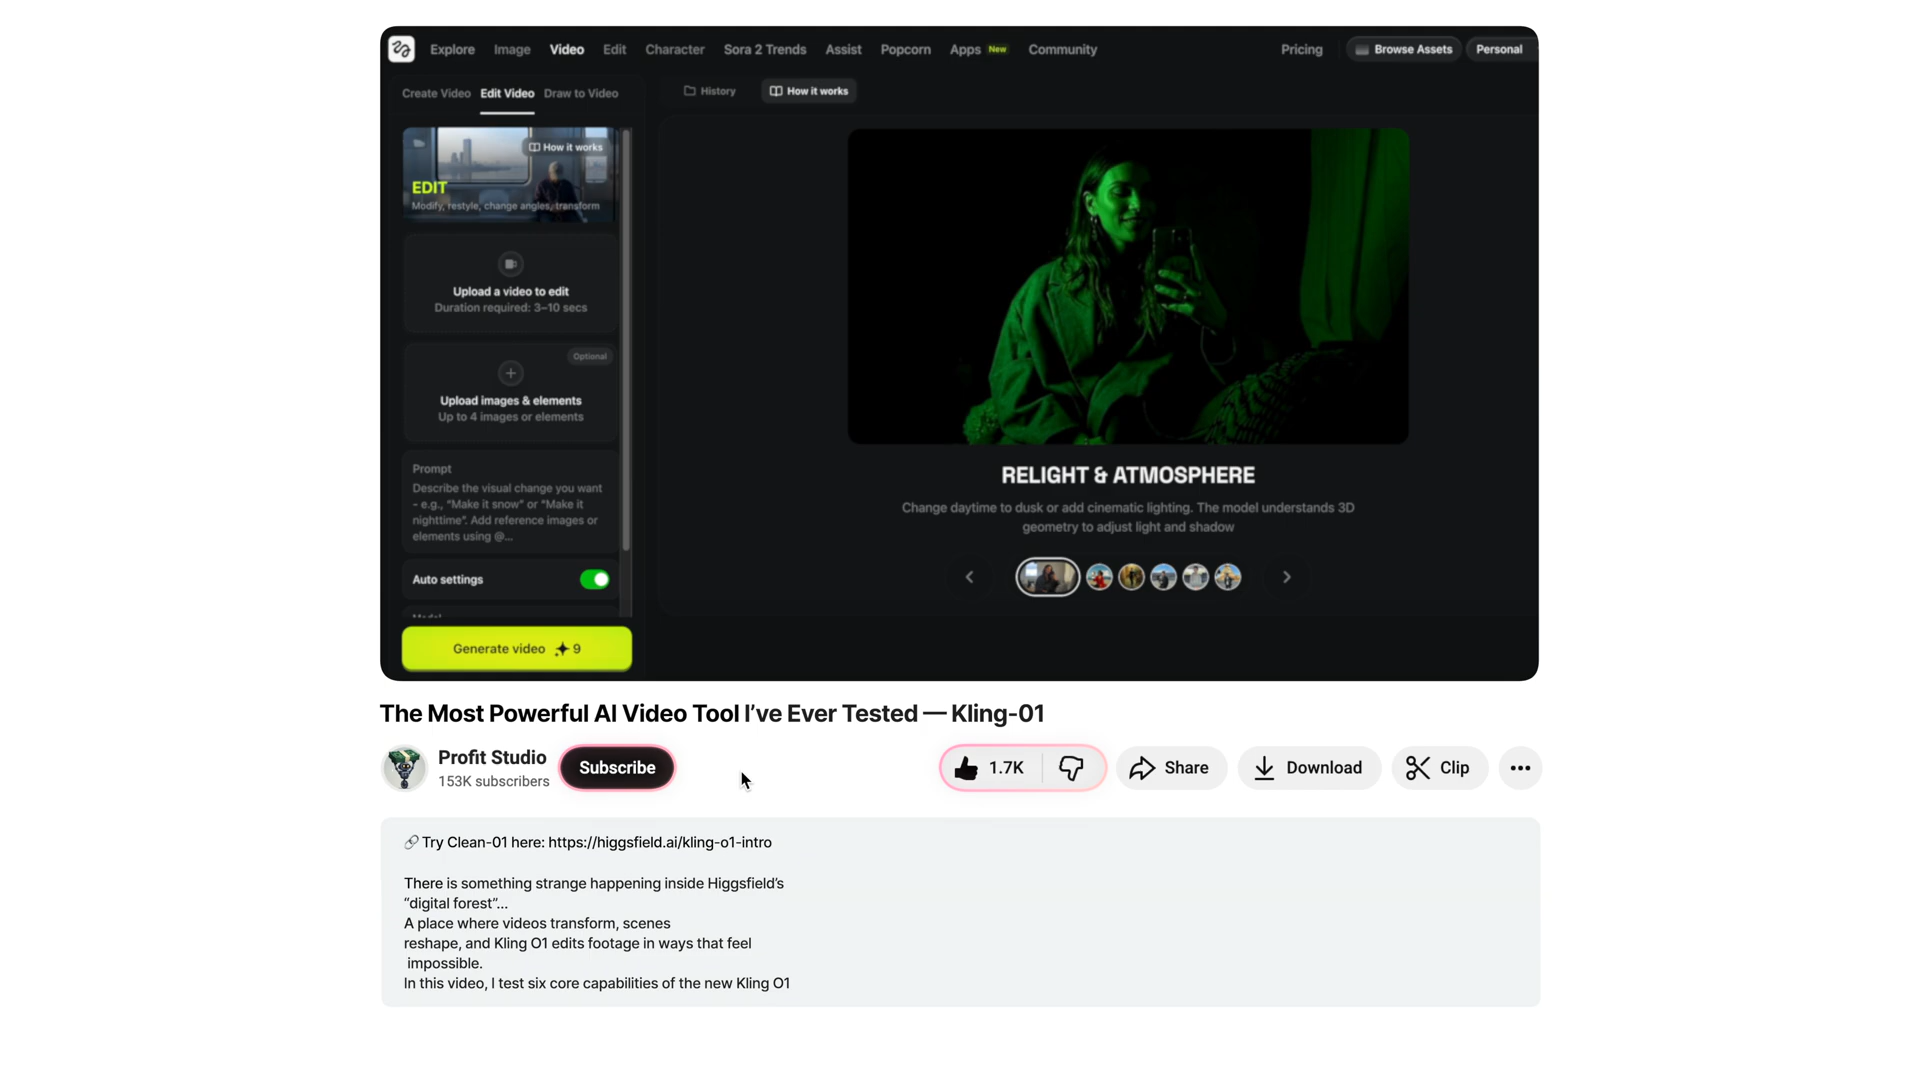 Explore Image Video Edit Character Sora 2 Trends Assist Popcorn Apps New Community Pricing Browse Assets Personal
Create Video Edit Video Draw to Video
History How it works
How it works
EDIT
Modify, restyle, change angles, transform
Upload a video to edit
Duration required: 3–10 secs
Optional
Upload images & elements
Up to 4 images or elements
Prompt
Describe the visual change you want
- e.g., "Make it snow" or "Make it
nighttime". Add reference images or
elements using @...
Auto settings
Model
Generate video 9
RELIGHT & ATMOSPHERE
Change daytime to dusk or add cinematic lighting. The model understands 3D
geometry to adjust light and shadow
The Most Powerful AI Video Tool I've Ever Tested — Kling-01
Profit Studio
153K subscribers
Subscribe
1.7K
Share
Download
Clip
Try Clean-01 here: https://higgsfield.ai/kling-o1-intro
There is something strange happening inside Higgsfield's
"digital forest"...
A place where videos transform, scenes
reshape, and Kling O1 edits footage in ways that feel
impossible.
In this video, I test six core capabilities of the new Kling O1